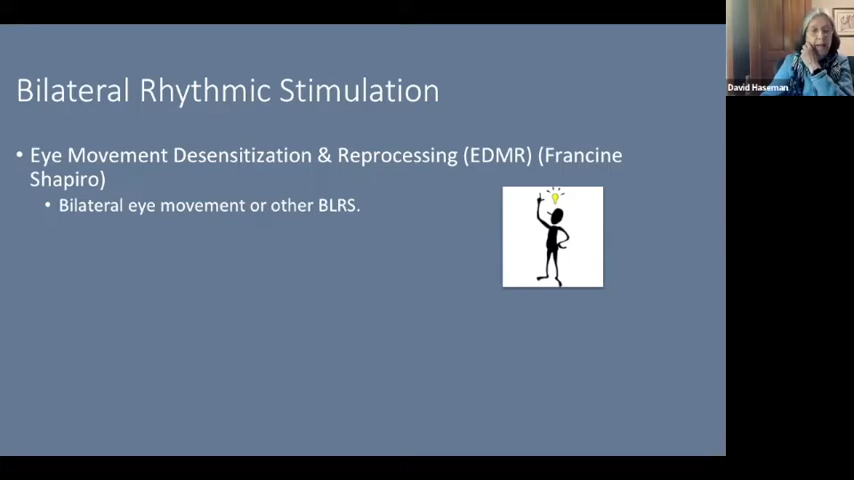 Bilateral Rhythmic Stimulation
• Eye Movement Desensitization & Reprocessing (EDMR) (Francine
Shapiro)
• Bilateral eye movement or other BLRS.
David Haseman